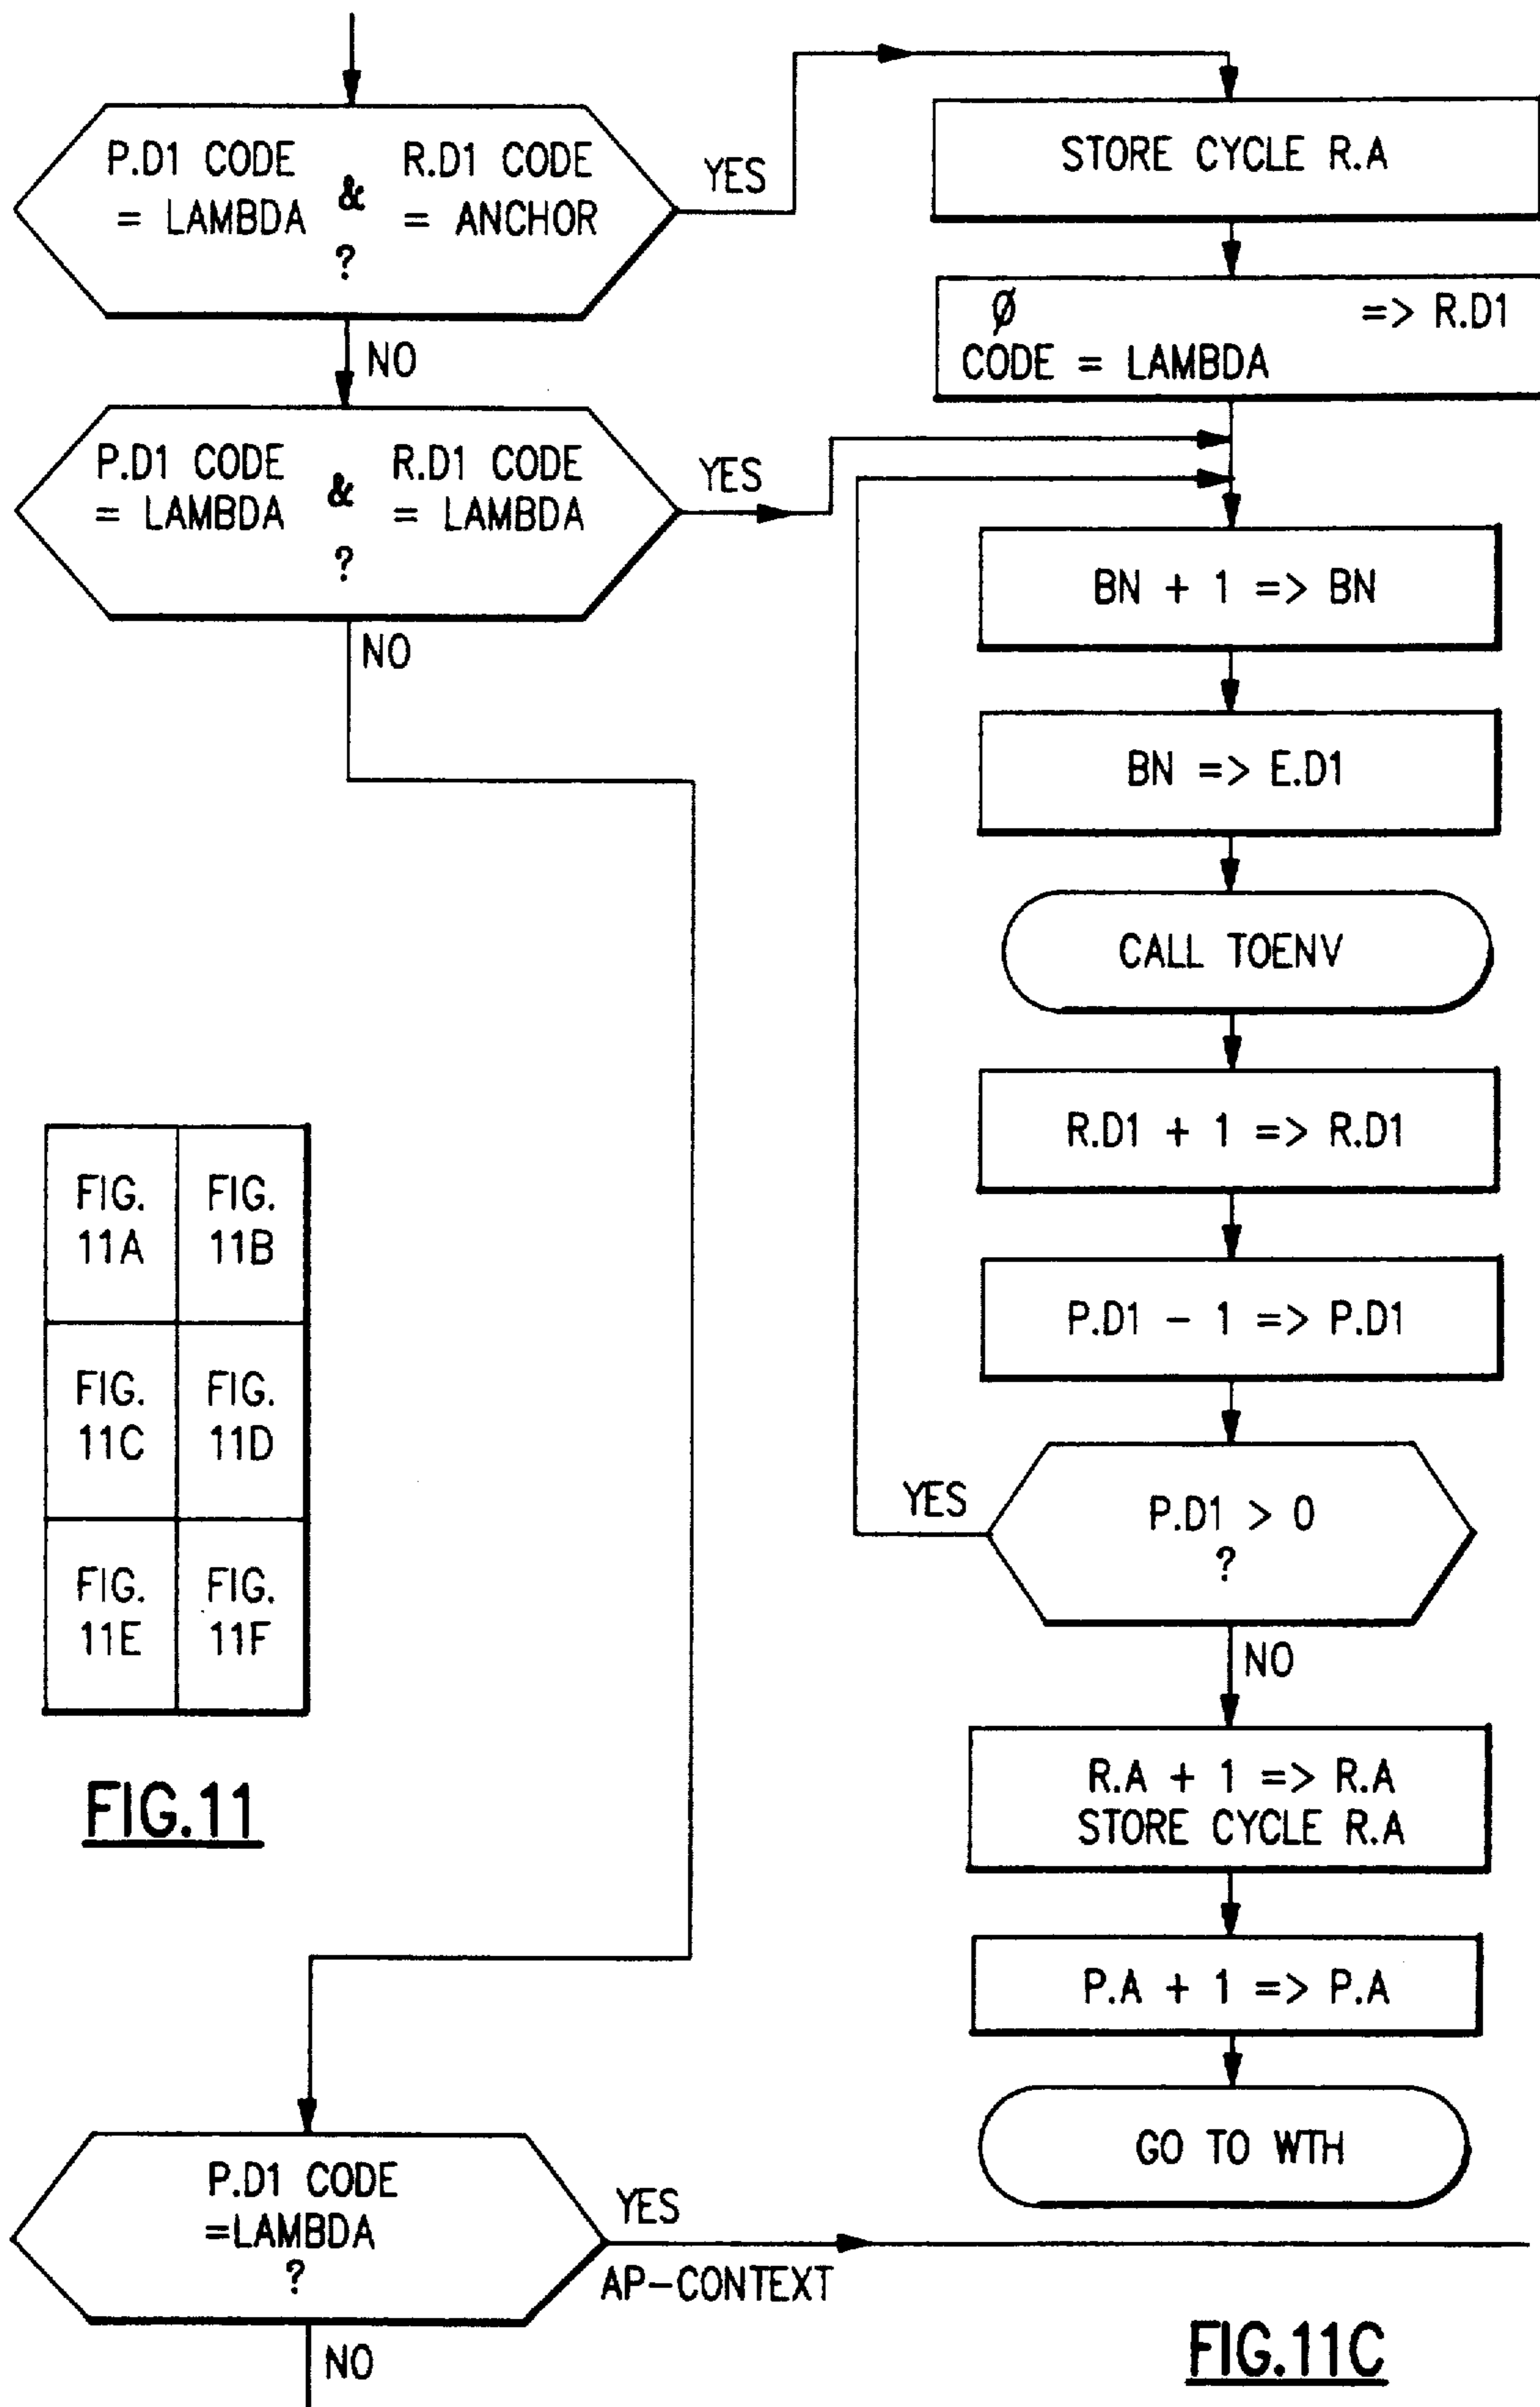 P.D1 CODE & R.D1 CODE
= LAMBDA = ANCHOR
?
YES
NO
STORE CYCLE R.A
Ø => R.D1
CODE = LAMBDA
P.D1 CODE & R.D1 CODE
= LAMBDA = LAMBDA
?
YES
NO
BN + 1 => BN
BN => E.D1
CALL TOENV
R.D1 + 1 => R.D1
P.D1 - 1 => P.D1
P.D1 > 0
?
YES
NO
R.A + 1 => R.A
STORE CYCLE R.A
P.A + 1 => P.A
GO TO WTH
FIG. FIG.
11A 11B
FIG. FIG.
11C 11D
FIG. FIG.
11E 11F
FIG.11
P.D1 CODE
=LAMBDA
?
YES
AP-CONTEXT
NO
FIG.11C